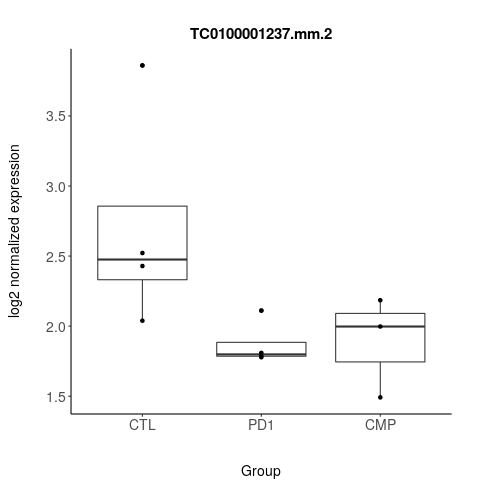 TC0100001237.mm.2
log2 normalized expression
3.5
3.0
2.5
2.0
1.5
CTL PD1 CMP
Group